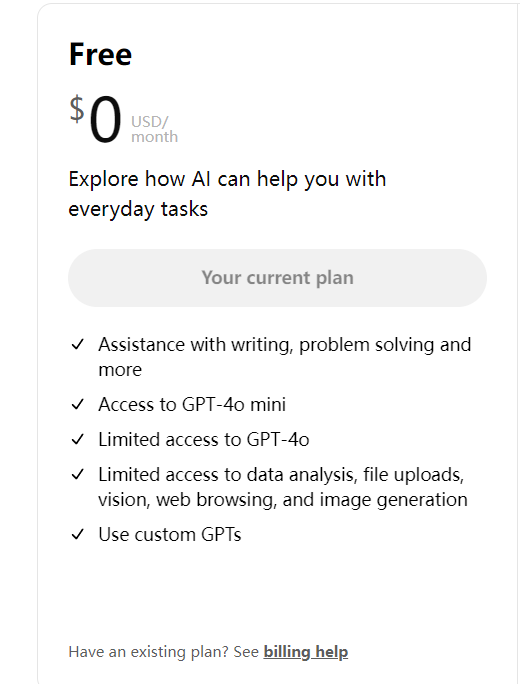 Free
$0 USD/
month
Explore how AI can help you with
everyday tasks
Your current plan
✓ Assistance with writing, problem solving and
more
✓ Access to GPT-4o mini
✓ Limited access to GPT-4o
✓ Limited access to data analysis, file uploads,
vision, web browsing, and image generation
✓ Use custom GPTs
Have an existing plan? See billing help